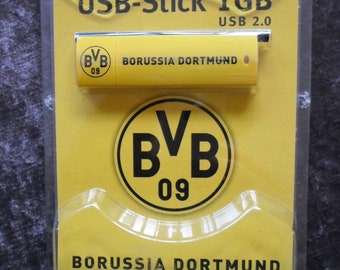 USB-Stick 1GB
USB 2.0
BVB
09
BORUSSIA DORTMUND
BVB
09
BORUSSIA DORTMUND